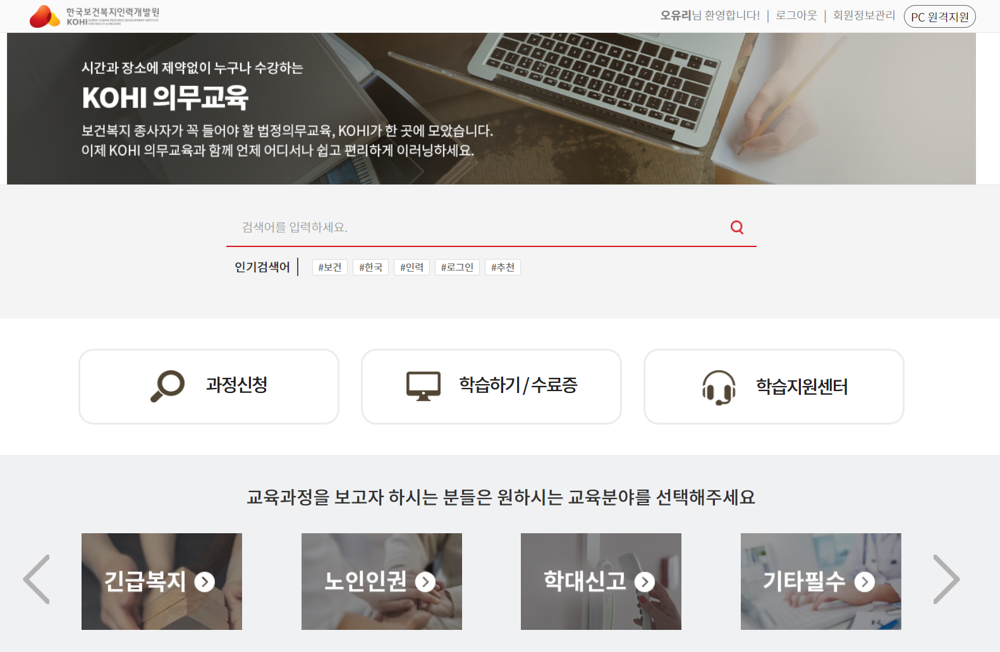 한국보건복지인력개발원
KOHI KOREA HUMAN RESOURCE DEVELOPMENT INSTITUTE
FOR HEALTH & WELFARE
오유리님 환영합니다! | 로그아웃 | 회원정보관리
PC 원격지원
시간과 장소에 제약없이 누구나 수강하는
KOHI 의무교육
보건복지 종사자가 꼭 들어야 할 법정의무교육, KOHI가 한 곳에 모았습니다.
이제 KOHI 의무교육과 함께 언제 어디서나 쉽고 편리하게 이러닝하세요.
검색어를 입력하세요.
인기검색어 | #보건 #한국 #인력 #로그인 #추천
과정신청
학습하기 / 수료증
학습지원센터
교육과정을 보고자 하시는 분들은 원하시는 교육분야를 선택해주세요
긴급복지
노인인권
학대신고
기타필수